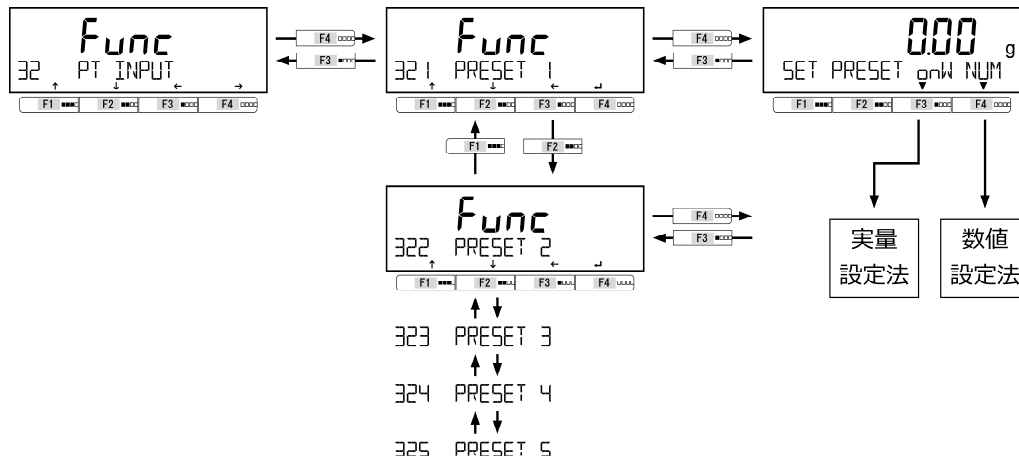 Func
32 PT INPUT
↑ ↓ ← →
F1 F2 F3 F4
F4
F3
Func
321 PRESET 1
↑ ↓ ← ↵
F1 F2 F3 F4
F4
F3
0.00 g
SET PRESET onW NUM
F1 F2 F3 F4
F1
F2
Func
322 PRESET 2
↑ ↓ ← ↵
F1 F2 F3 F4
F4
F3
実量
設定法
数値
設定法
323 PRESET 3
324 PRESET 4
325 PRESET 5